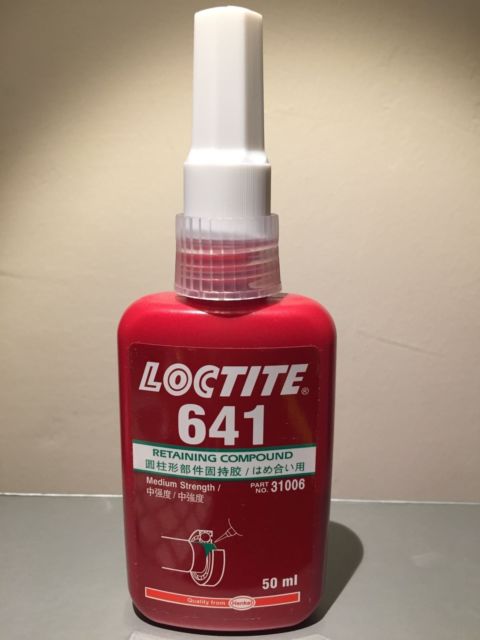 LOCTITE®
641
RETAINING COMPOUND
圆柱形部件固持胶 / はめ合い用
Medium Strength / PART NO. 31006
中强度 / 中強度
50 ml
Quality from Henkel